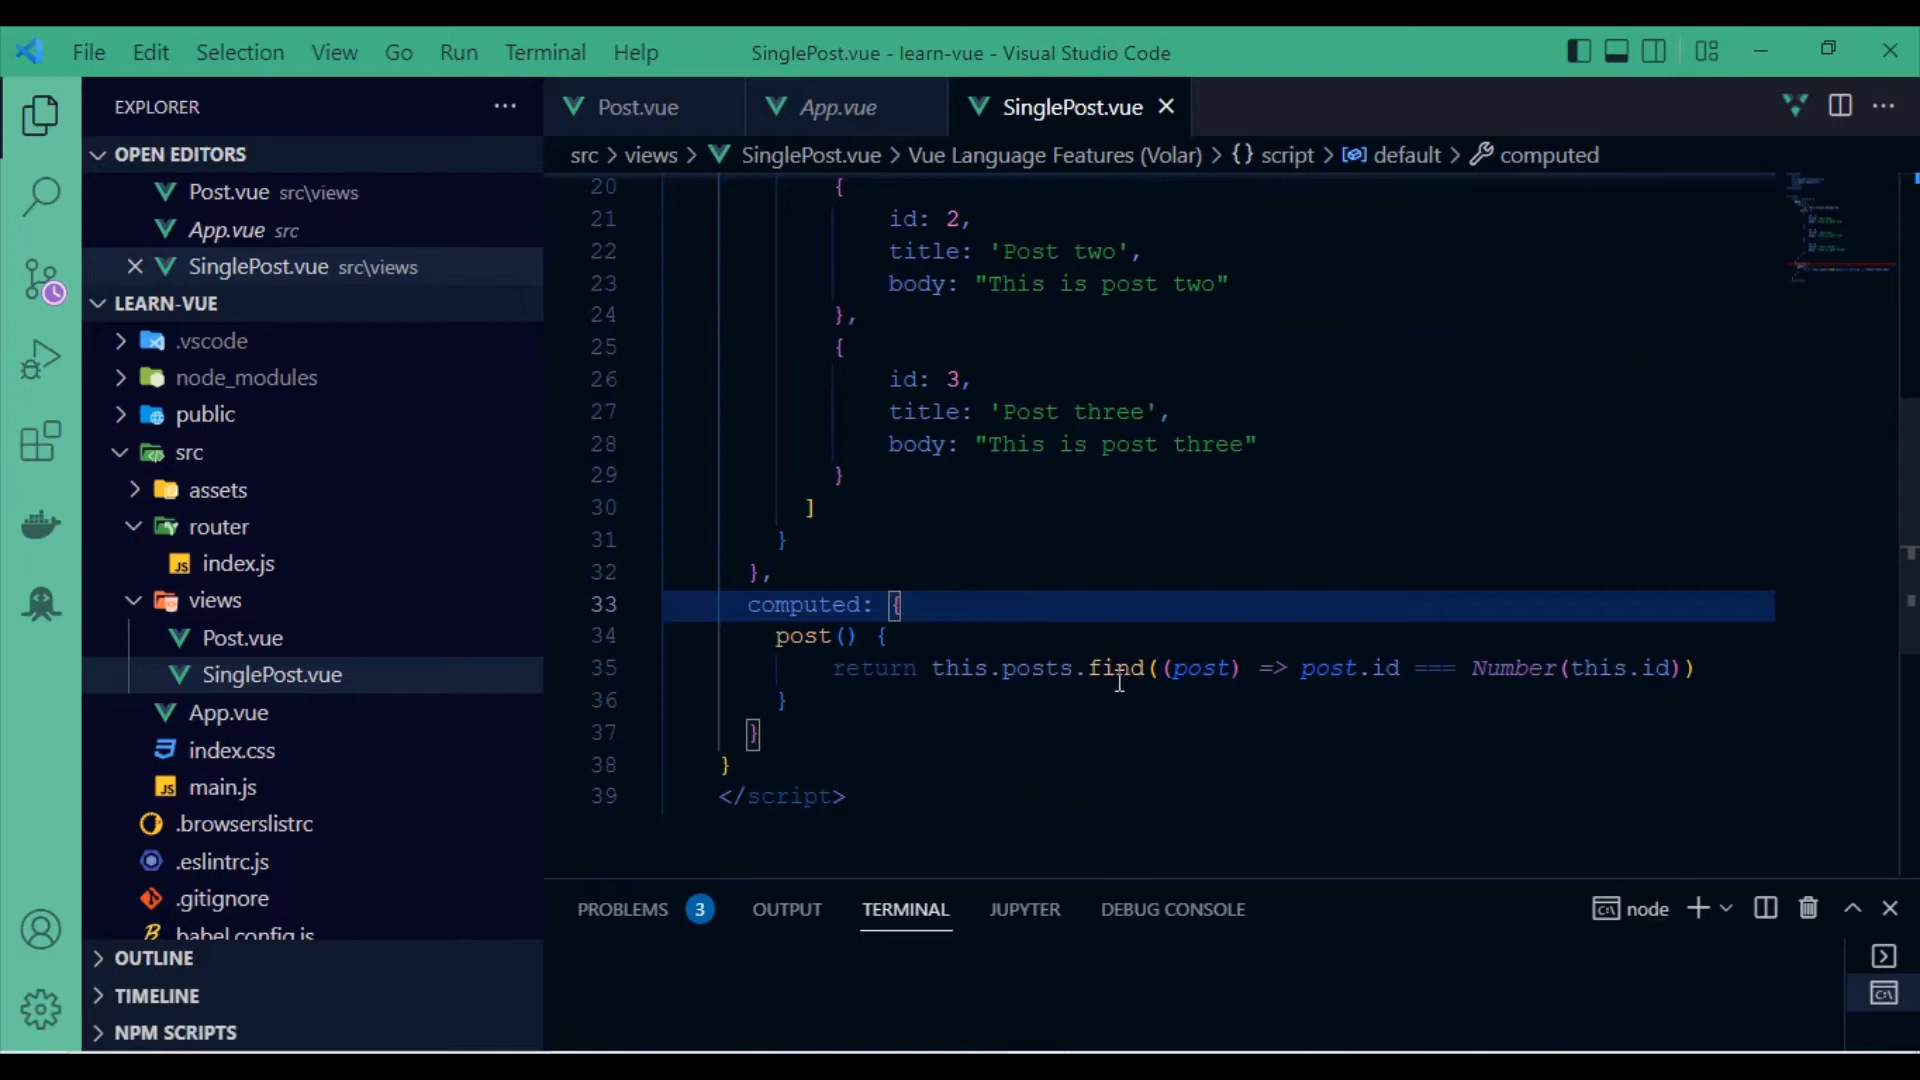 File Edit Selection View Go Run Terminal Help SinglePost.vue - learn-vue - Visual Studio Code
EXPLORER
OPEN EDITORS
Post.vue src\views
App.vue src
SinglePost.vue src\views
LEARN-VUE
.vscode
node_modules
public
src
assets
router
JS index.js
views
Post.vue
SinglePost.vue
App.vue
index.css
JS main.js
.browserslistrc
.eslintrc.js
.gitignore
babel.config.js
OUTLINE
TIMELINE
NPM SCRIPTS
Post.vue App.vue SinglePost.vue
src > views > SinglePost.vue > Vue Language Features (Volar) > {} script > default > computed
20 {
21 id: 2,
22 title: 'Post two',
23 body: "This is post two"
24 },
25 {
26 id: 3,
27 title: 'Post three',
28 body: "This is post three"
29 }
30 ]
31 }
32 },
33 computed: {
34 post() {
35 return this.posts.find((post) => post.id === Number(this.id))
36 }
37 }
38 }
39 </script>
PROBLEMS 3 OUTPUT TERMINAL JUPYTER DEBUG CONSOLE node